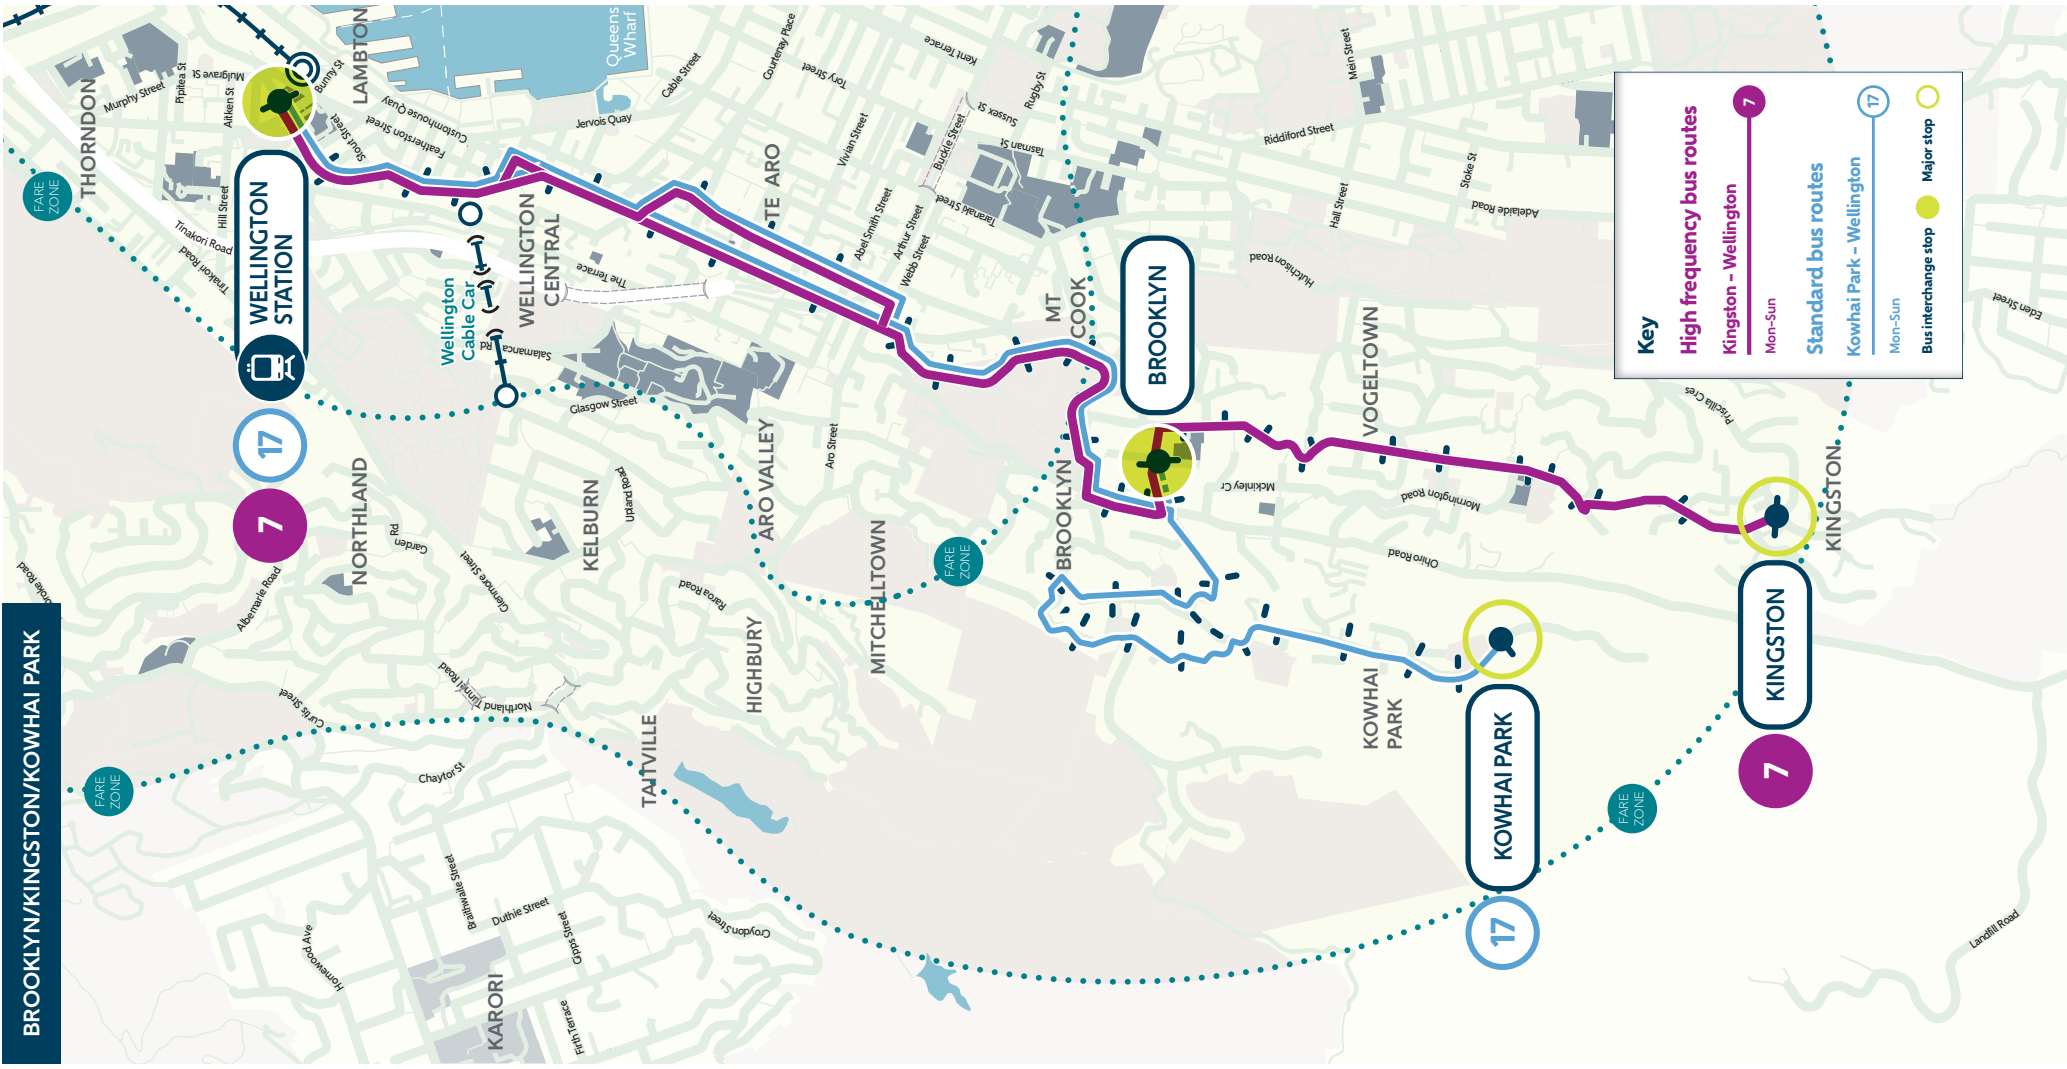 BROOKLYN/KINGSTON/KOWHAI PARK
THORNDON
Murphy Street
Pipitea St
Mulgrave St
Aitken St
Hill Street
Tinakori Road
Tinakori Road
FARE
ZONE
Bunny St
LAMBTON
Stout Street
Featherston Street
Customhouse Quay
Queens
Wharf
Jervois Quay
Cable Street
Courtenay Place
Tory Street
Kent Terrace
Rugby St
Sussex St
Buckle Street
Tasman St
Taranaki Street
Vivian Street
TE ARO
Abel Smith Street
Arthur Street
Webb Street
WELLINGTON
STATION
17
7
Wellington
Cable Car
WELLINGTON
CENTRAL
The Terrace
Salamanca Rd
Glasgow Street
MT
COOK
BROOKLYN
BROOKLYN
Mein Street
Riddiford Street
Hall Street
Stoke St
Adelaide Road
Hutchison Road
VOGELTOWN
Mornington Road
Mckinley Cr
Ohiro Road
Priscilla Cres
Eden Street
NORTHLAND
Garden
Rd
Glenmore Street
KELBURN
Upland Road
ARO VALLEY
Aro Street
MITCHELLTOWN
FARE
ZONE
Raroa Road
HIGHBURY
Albemarle Road
Curtis Street
Northland Tunnel Road
TAITVILLE
Chaytor St
FARE
ZONE
Homewood Ave
Braithwaite Street
Duthie Street
Gipps Street
Firth Terrace
Croydon Street
KARORI
KOWHAI
PARK
KOWHAI PARK
17
KINGSTON
KINGSTON
7
FARE
ZONE
Landfill Road
Key
High frequency bus routes
Kingston – Wellington
7
Mon–Sun
Standard bus routes
Kowhai Park – Wellington
17
Mon–Sun
Bus interchange stop
Major stop